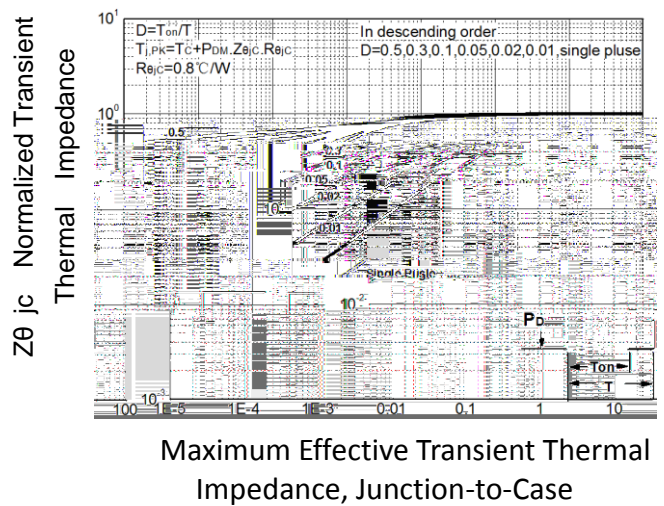 10¹
D=Ton/T
Tj,PK=TC+PDM.ZθjC.RθjC
RθjC=0.8℃/W
In descending order
D=0.5,0.3,0.1,0.05,0.02,0.01,single pluse
10⁰
0.5
0.1
0.05
0.02
0.01
Single Pluse
10⁻²
10⁻³
PD
Ton
T
100 1E-5 1E-4 1E-3 0.01 0.1 1 10
Zθ jc Normalized Transient
Thermal Impedance
Maximum Effective Transient Thermal
Impedance, Junction-to-Case